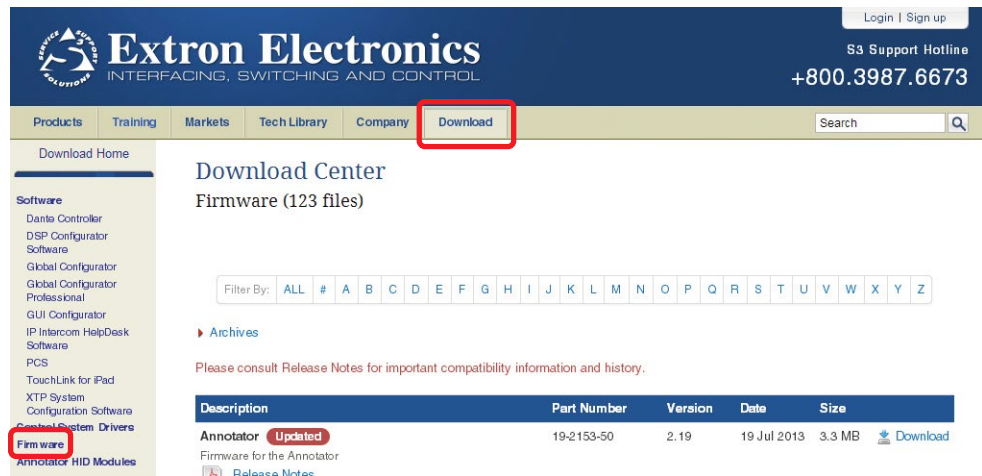 Login | Sign up
SERVICE SUPPORT SOLUTIONS
S3
Extron Electronics
INTERFACING, SWITCHING AND CONTROL
S3 Support Hotline
+800.3987.6673
Products Training Markets Tech Library Company Download
Search
Download Home
Software
Dante Controller
DSP Configurator
Software
Global Configurator
Global Configurator
Professional
GUI Configurator
IP Intercom HelpDesk
Software
PCS
TouchLink for iPad
XTP System
Configuration Software
Control System Drivers
Firmware
Annotator HID Modules
Download Center
Firmware (123 files)
Filter By: ALL # A B C D E F G H I J K L M N O P Q R S T U V W X Y Z
Archives
Please consult Release Notes for important compatibility information and history.
Description Part Number Version Date Size
Annotator Updated 19-2153-50 2.19 19 Jul 2013 3.3 MB Download
Firmware for the Annotator
Release Notes